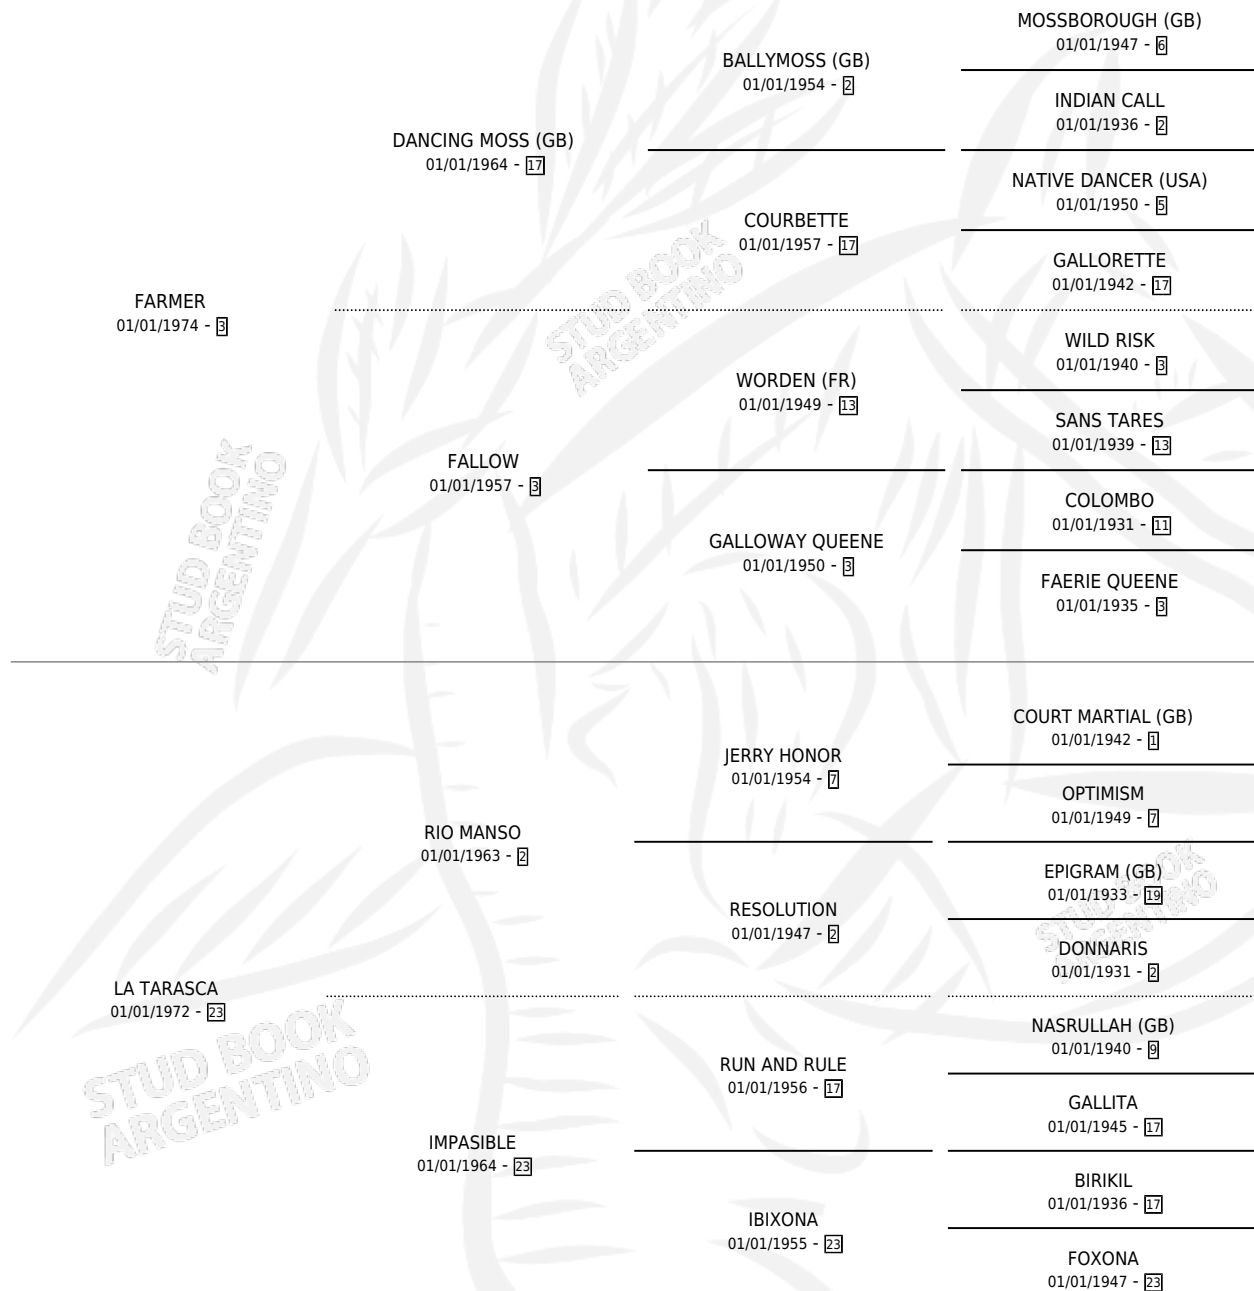 MOSSBOROUGH (GB)
01/01/1947 - 6
BALLYMOSS (GB)
01/01/1954 - 2
INDIAN CALL
01/01/1936 - 2
DANCING MOSS (GB)
01/01/1964 - 17
NATIVE DANCER (USA)
01/01/1950 - 5
COURBETTE
01/01/1957 - 17
GALLORETTE
01/01/1942 - 17
FARMER
01/01/1974 - 3
WILD RISK
01/01/1940 - 3
WORDEN (FR)
01/01/1949 - 13
SANS TARES
01/01/1939 - 13
FALLOW
01/01/1957 - 3
COLOMBO
01/01/1931 - 11
GALLOWAY QUEENE
01/01/1950 - 3
FAERIE QUEENE
01/01/1935 - 3
STUD BOOK
ARGENTINO
STUD BOOK
ARGENTINO
COURT MARTIAL (GB)
01/01/1942 - 1
JERRY HONOR
01/01/1954 - 7
OPTIMISM
01/01/1949 - 7
RIO MANSO
01/01/1963 - 2
EPIGRAM (GB)
01/01/1933 - 19
RESOLUTION
01/01/1947 - 2
DONNARIS
01/01/1931 - 2
STUD BOOK
ARGENTINO
LA TARASCA
01/01/1972 - 23
NASRULLAH (GB)
01/01/1940 - 9
RUN AND RULE
01/01/1956 - 17
GALLITA
01/01/1945 - 17
STUD BOOK
ARGENTINO
IMPASIBLE
01/01/1964 - 23
BIRIKIL
01/01/1936 - 17
IBIXONA
01/01/1955 - 23
FOXONA
01/01/1947 - 23